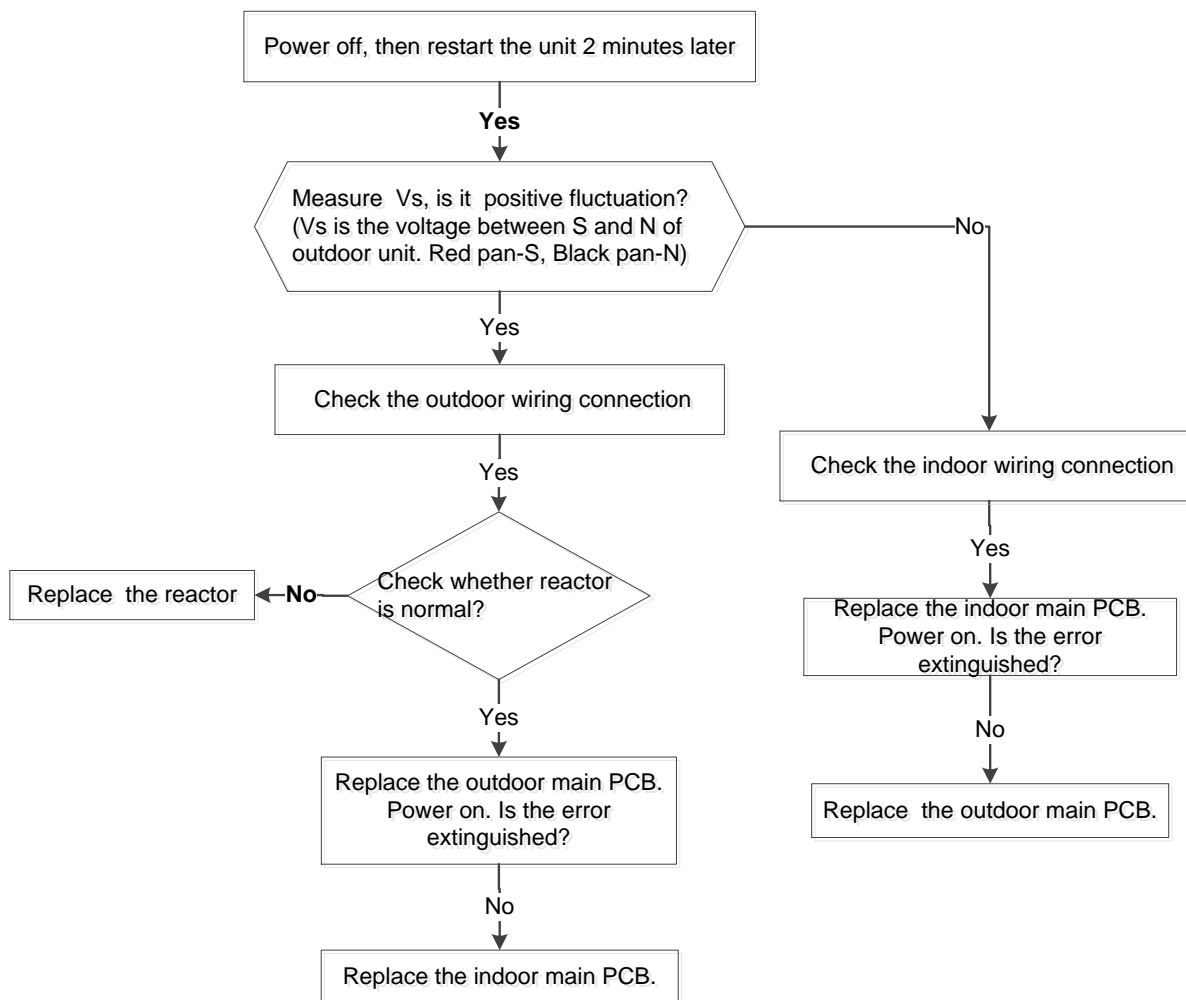 Power off, then restart the unit 2 minutes later
Yes
Measure Vs, is it positive fluctuation?
(Vs is the voltage between S and N of
outdoor unit. Red pan-S, Black pan-N)
No
Yes
Check the outdoor wiring connection
Check the indoor wiring connection
Yes
Yes
Check whether reactor
is normal?
No
Replace the reactor
Replace the indoor main PCB.
Power on. Is the error
extinguished?
Yes
No
Replace the outdoor main PCB.
Power on. Is the error
extinguished?
Replace the outdoor main PCB.
No
Replace the indoor main PCB.